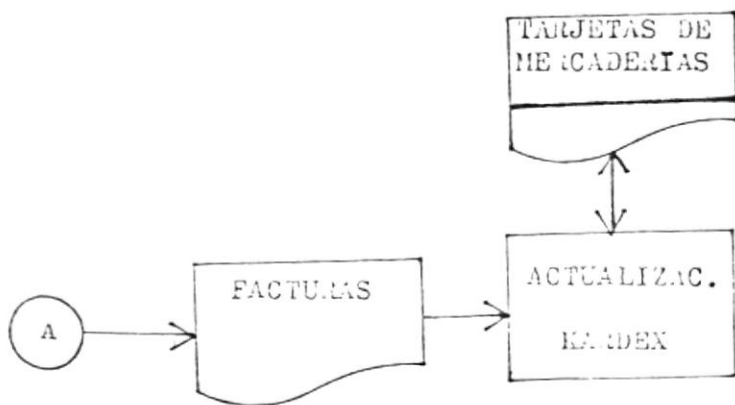 TARJETAS DE
MERCADERIAS
FACTURAS
ACTUALIZAC.
KARDEX
A